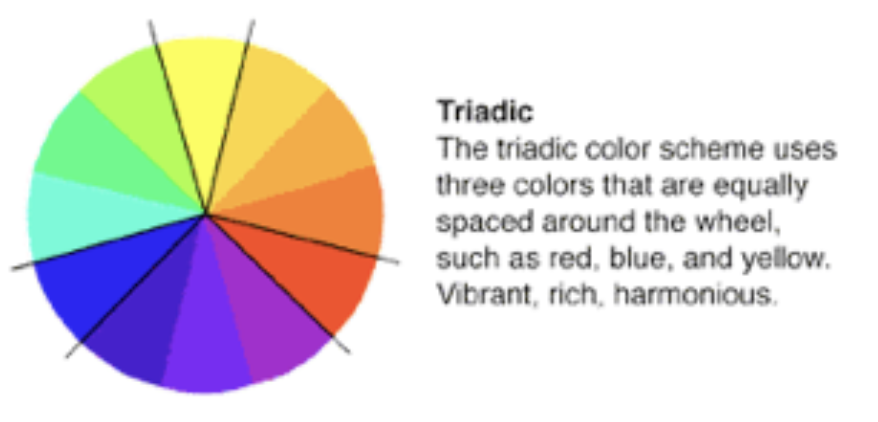 Triadic
The triadic color scheme uses
three colors that are equally
spaced around the wheel,
such as red, blue, and yellow.
Vibrant, rich, harmonious.